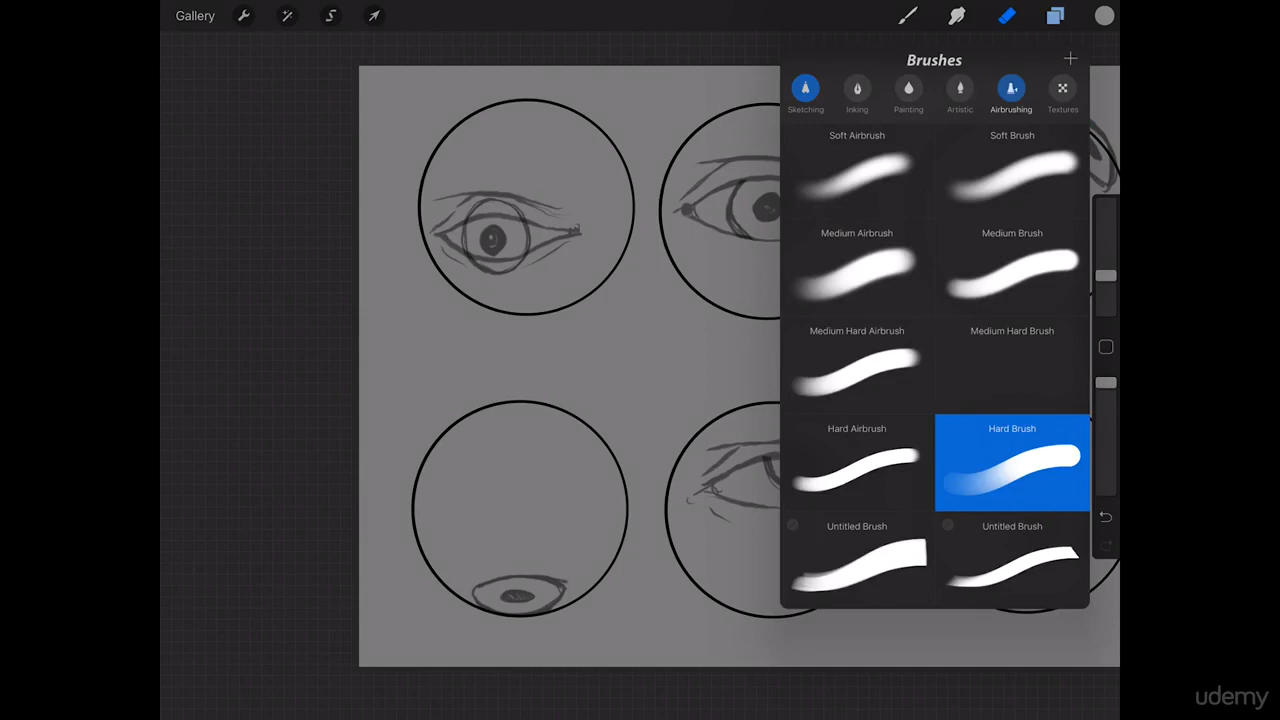 Gallery
Brushes
Sketching Inking Painting Artistic Airbrushing Textures
Soft Airbrush Soft Brush
Medium Airbrush Medium Brush
Medium Hard Airbrush Medium Hard Brush
Hard Airbrush Hard Brush
Untitled Brush Untitled Brush
udemy